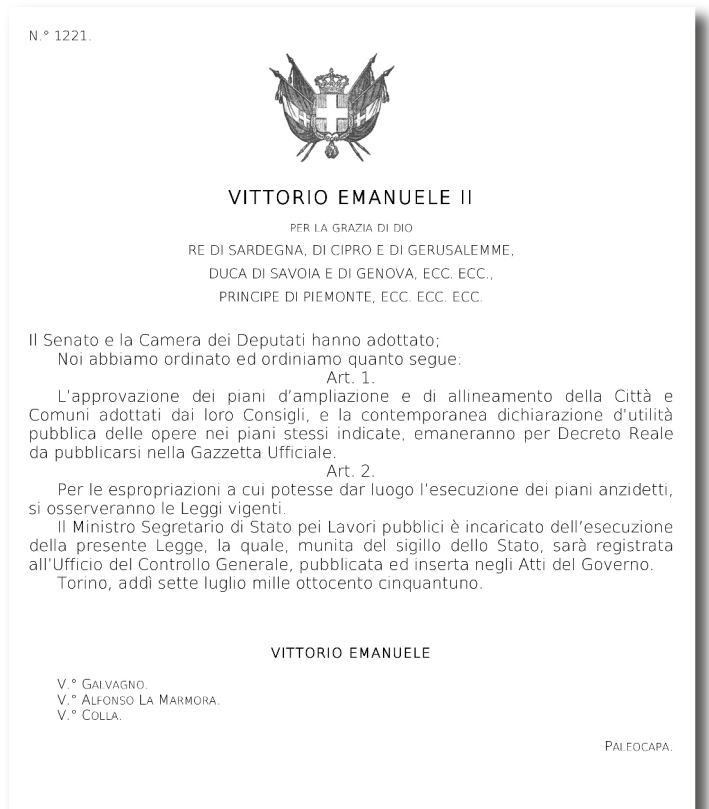 N.° 1221.
VITTORIO EMANUELE II
PER LA GRAZIA DI DIO
RE DI SARDEGNA, DI CIPRO E DI GERUSALEMME,
DUCA DI SAVOIA E DI GENOVA, ECC. ECC.,
PRINCIPE DI PIEMONTE, ECC. ECC. ECC.
Il Senato e la Camera dei Deputati hanno adottato;
Noi abbiamo ordinato ed ordiniamo quanto segue:
Art. 1.
L’approvazione dei piani d’ampliazione e di allineamento della Città e
Comuni adottati dai loro Consigli, e la contemporanea dichiarazione d’utilità
pubblica delle opere nei piani stessi indicate, emaneranno per Decreto Reale
da pubblicarsi nella Gazzetta Ufficiale.
Art. 2.
Per le espropriazioni a cui potesse dar luogo l’esecuzione dei piani anzidetti,
si osserveranno le Leggi vigenti.
Il Ministro Segretario di Stato pei Lavori pubblici è incaricato dell’esecuzione
della presente Legge, la quale, munita del sigillo dello Stato, sarà registrata
all’Ufficio del Controllo Generale, pubblicata ed inserta negli Atti del Governo.
Torino, addì sette luglio mille ottocento cinquantuno.
VITTORIO EMANUELE
V.° GALVAGNO.
V.° ALFONSO LA MARMORA.
V.° COLLA.
PALEOCAPA.